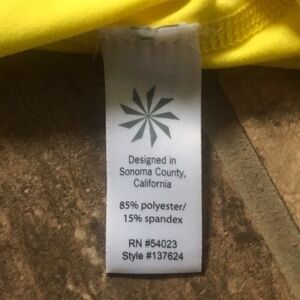 Designed in
Sonoma County,
California
85% polyester/
15% spandex
RN #54023
Style #137624